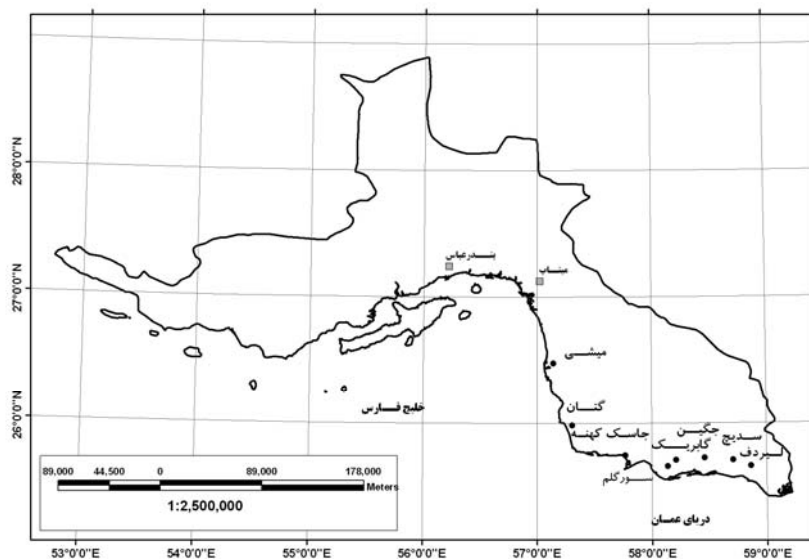 28°0'0"N
27°0'0"N
26°0'0"N
بندرعباس
میناب
میشی
گتان
جاسک کهنه
جگین
گابریک
سدیچ
لیردف
سورگلم
خلیج فارس
دریای عمان
89,000 44,500 0 89,000 178,000
Meters
1:2,500,000
53°0'0"E 54°0'0"E 55°0'0"E 56°0'0"E 57°0'0"E 58°0'0"E 59°0'0"E